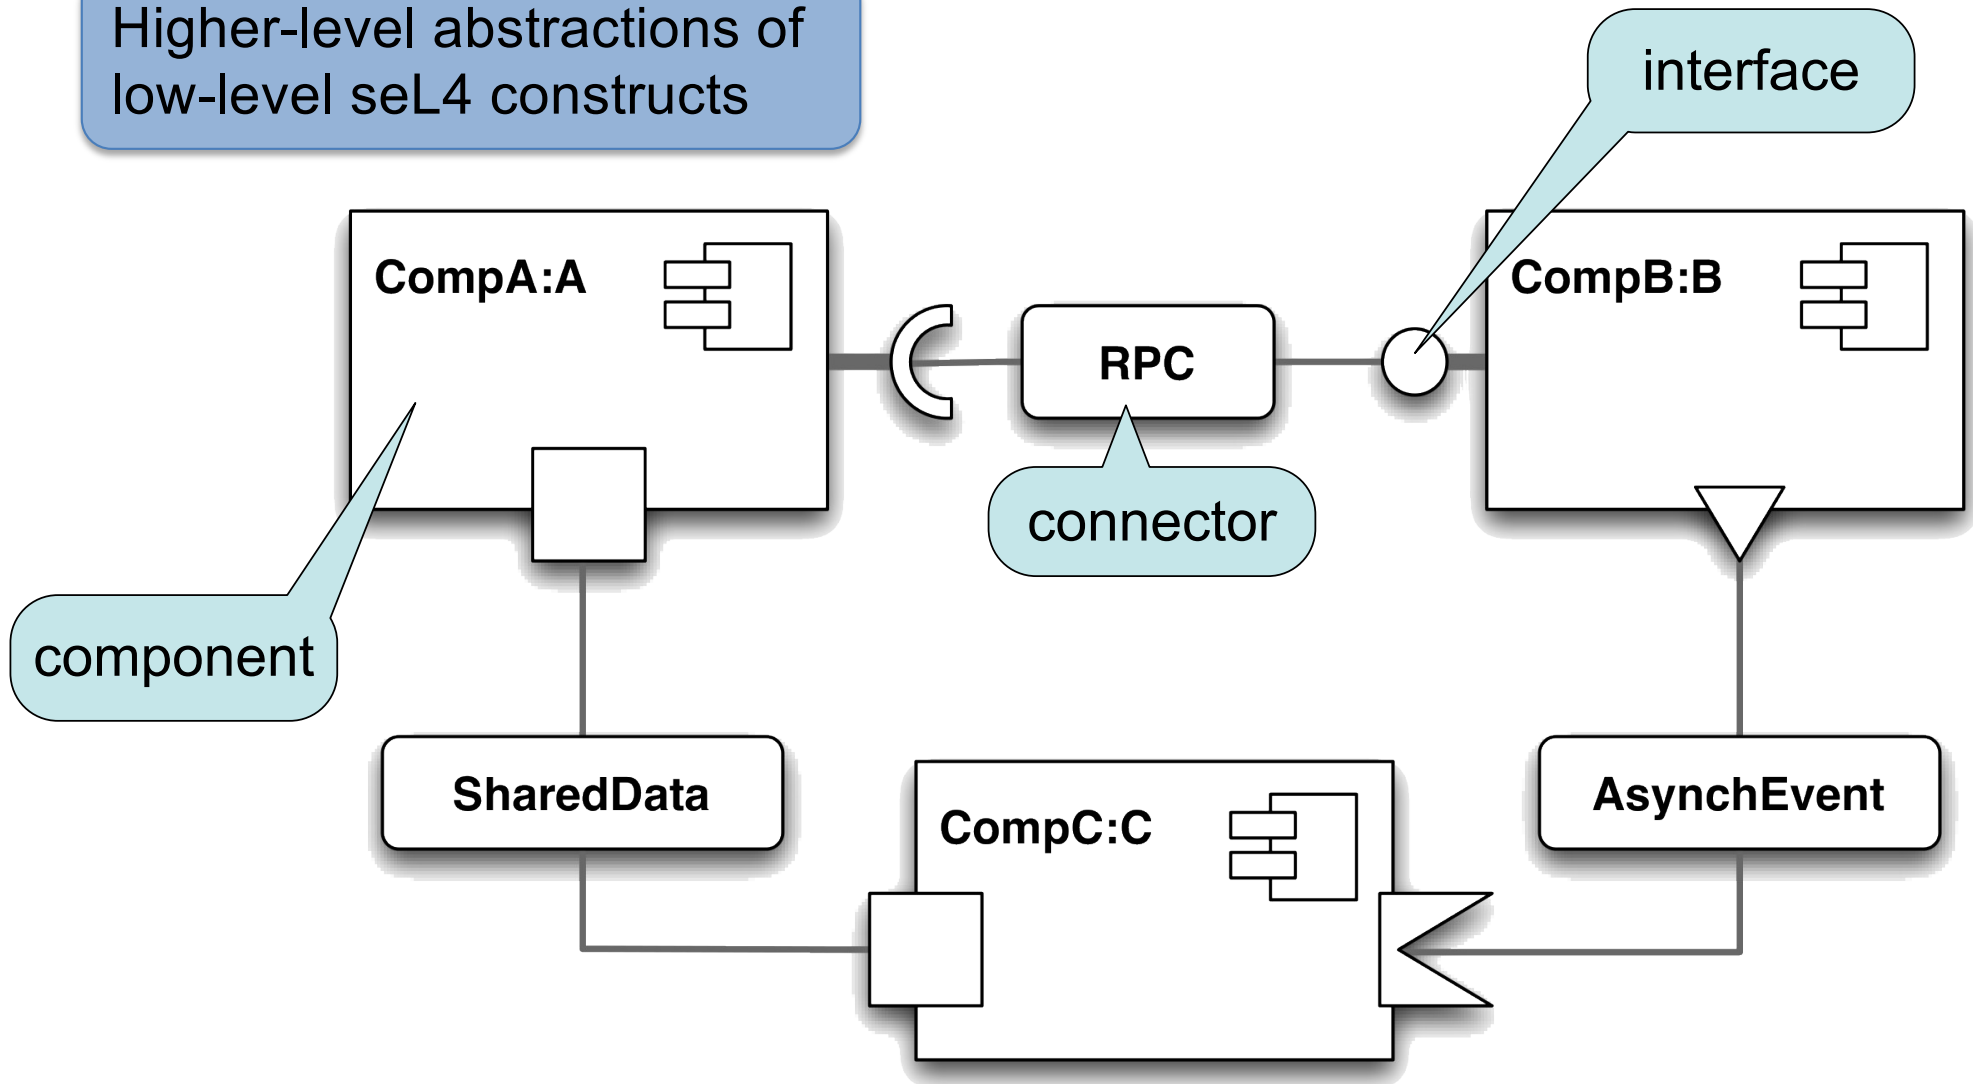 Higher-level abstractions of
low-level seL4 constructs
interface
CompA:A
CompB:B
RPC
connector
component
SharedData
CompC:C
AsynchEvent